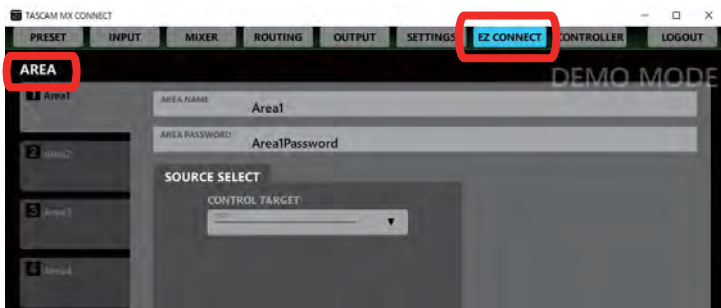 TASCAM MX CONNECT
PRESET INPUT MIXER ROUTING OUTPUT SETTINGS EZ CONNECT CONTROLLER LOGOUT
AREA
DEMO MODE
1 Area1
AREA NAME
Area1
AREA PASSWORD
Area1Password
2 Area2
SOURCE SELECT
CONTROL TARGET
3 Area3
4 Area4